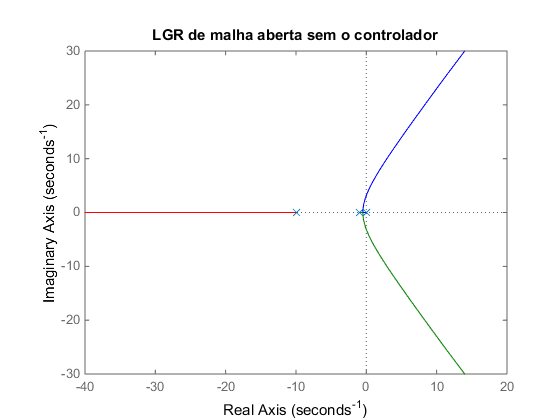 LGR de malha aberta sem o controlador
Imaginary Axis (seconds⁻¹)
30
20
10
0
-10
-20
-30
-40 -30 -20 -10 0 10 20
Real Axis (seconds⁻¹)